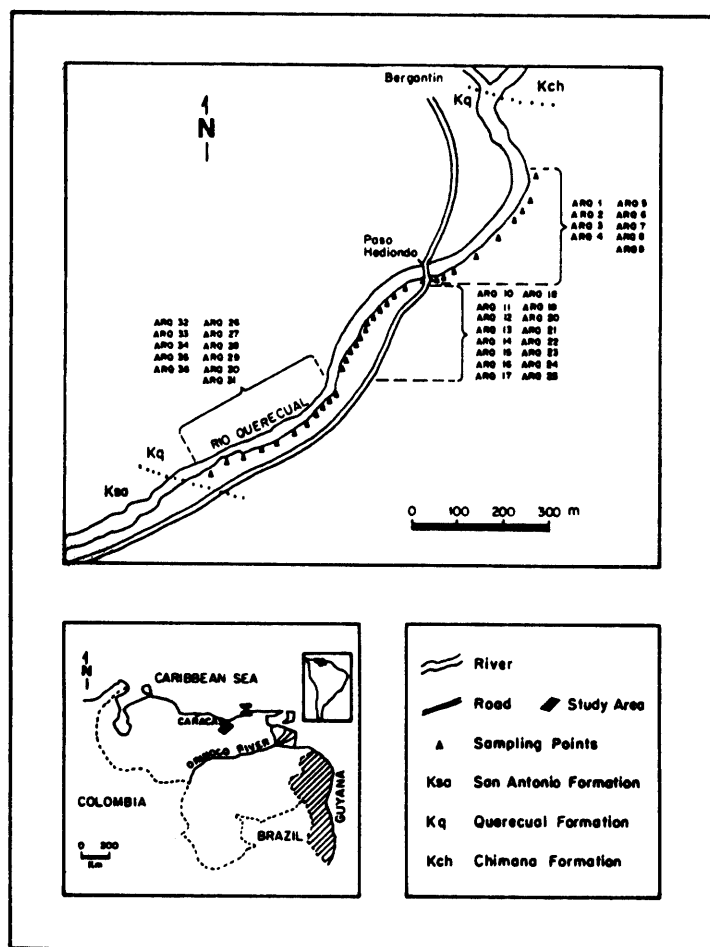 Bergantin
Kch
Kq
N
ARQ 1 ARQ 5
ARQ 2 ARQ 6
ARQ 3 ARQ 7
ARQ 4 ARQ 8
ARQ 9
Paso
Hediondo
ARQ 10 ARQ 18
ARQ 11 ARQ 19
ARQ 12 ARQ 20
ARQ 13 ARQ 21
ARQ 14 ARQ 22
ARQ 15 ARQ 23
ARQ 16 ARQ 24
ARQ 17 ARQ 25
ARQ 32 ARQ 26
ARQ 33 ARQ 27
ARQ 34 ARQ 28
ARQ 35 ARQ 29
ARQ 36 ARQ 30
ARQ 31
RIO QUERECUAL
Kq
Ksa
0 100 200 300 m
N
CARIBBEAN SEA
CARACAS
ORINOCO RIVER
COLOMBIA
GUYANA
BRAZIL
0 200
Km
River
Road Study Area
Sampling Points
Ksa San Antonio Formation
Kq Querecual Formation
Kch Chimana Formation